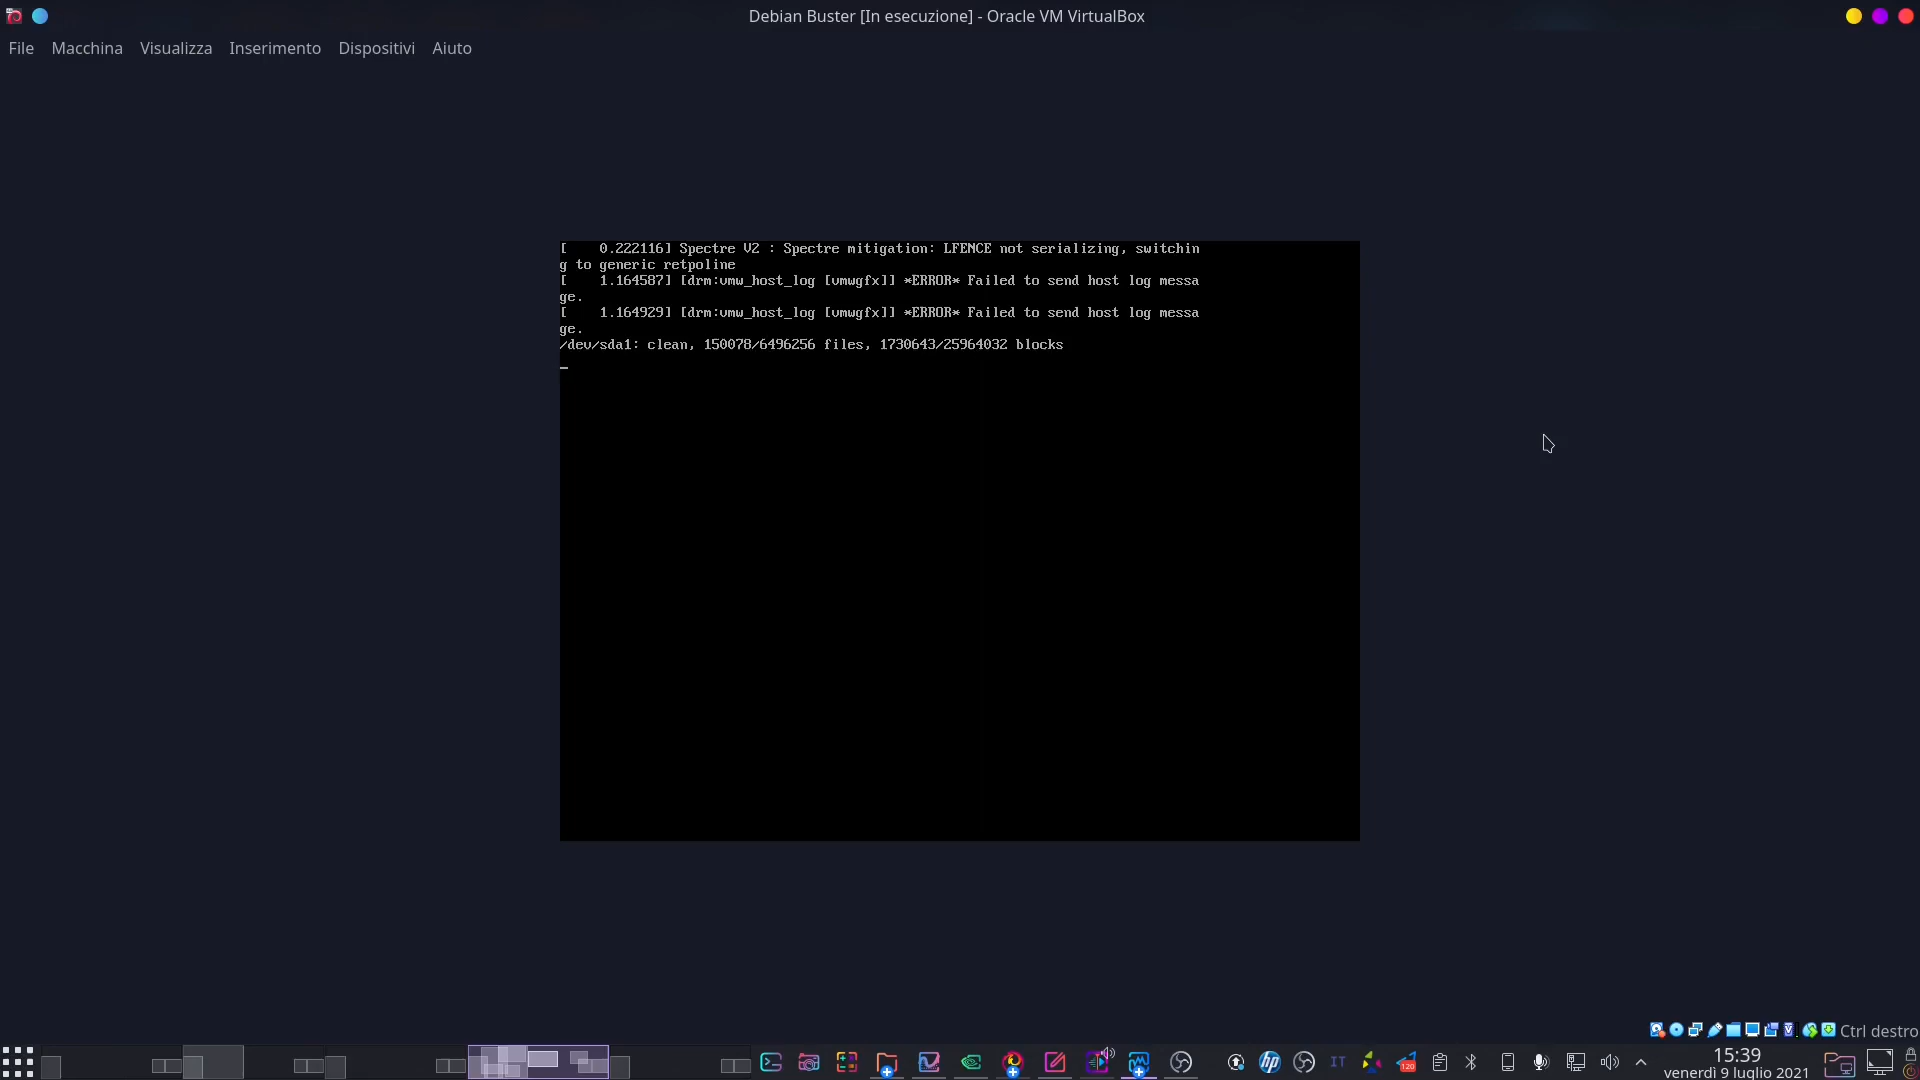 Debian Buster [In esecuzione] - Oracle VM VirtualBox
File Macchina Visualizza Inserimento Dispositivi Aiuto
[    0.222116] Spectre V2 : Spectre mitigation: LFENCE not serializing, switchin
g to generic retpoline
[    1.164587] [drm:vmw_host_log [vmwgfx]] *ERROR* Failed to send host log messa
ge.
[    1.164929] [drm:vmw_host_log [vmwgfx]] *ERROR* Failed to send host log messa
ge.
/dev/sda1: clean, 150078/6496256 files, 1730643/25964032 blocks
Ctrl destro
hp
IT
120
15:39
venerdì 9 luglio 2021